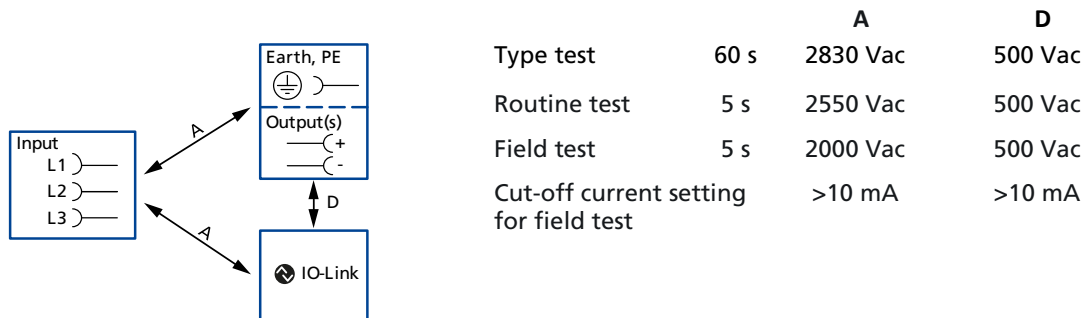 Earth, PE
Output(s)
+
-
Input
L1
L2
L3
A
A
D
IO-Link
A D
Type test 60 s 2830 Vac 500 Vac
Routine test 5 s 2550 Vac 500 Vac
Field test 5 s 2000 Vac 500 Vac
Cut-off current setting >10 mA >10 mA
for field test